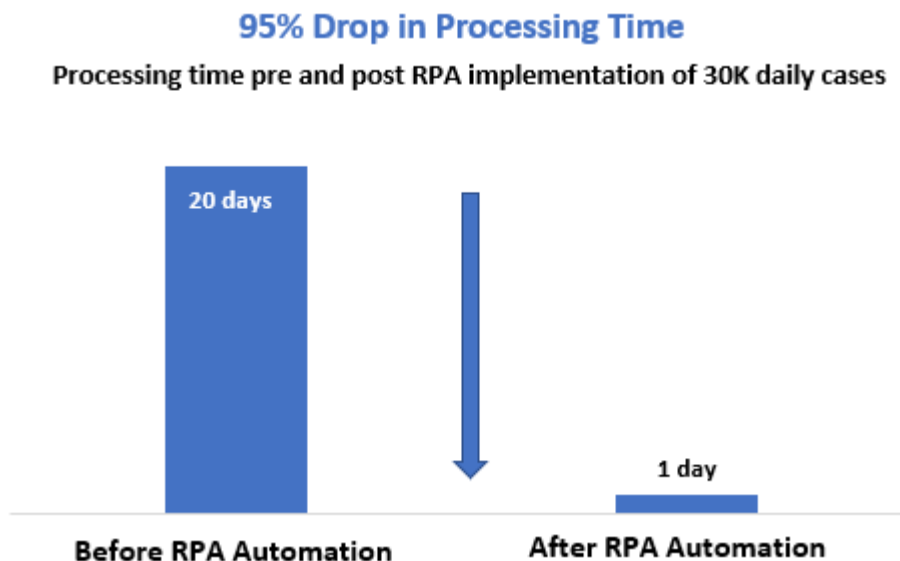 95% Drop in Processing Time
Processing time pre and post RPA implementation of 30K daily cases
20 days
1 day
Before RPA Automation
After RPA Automation